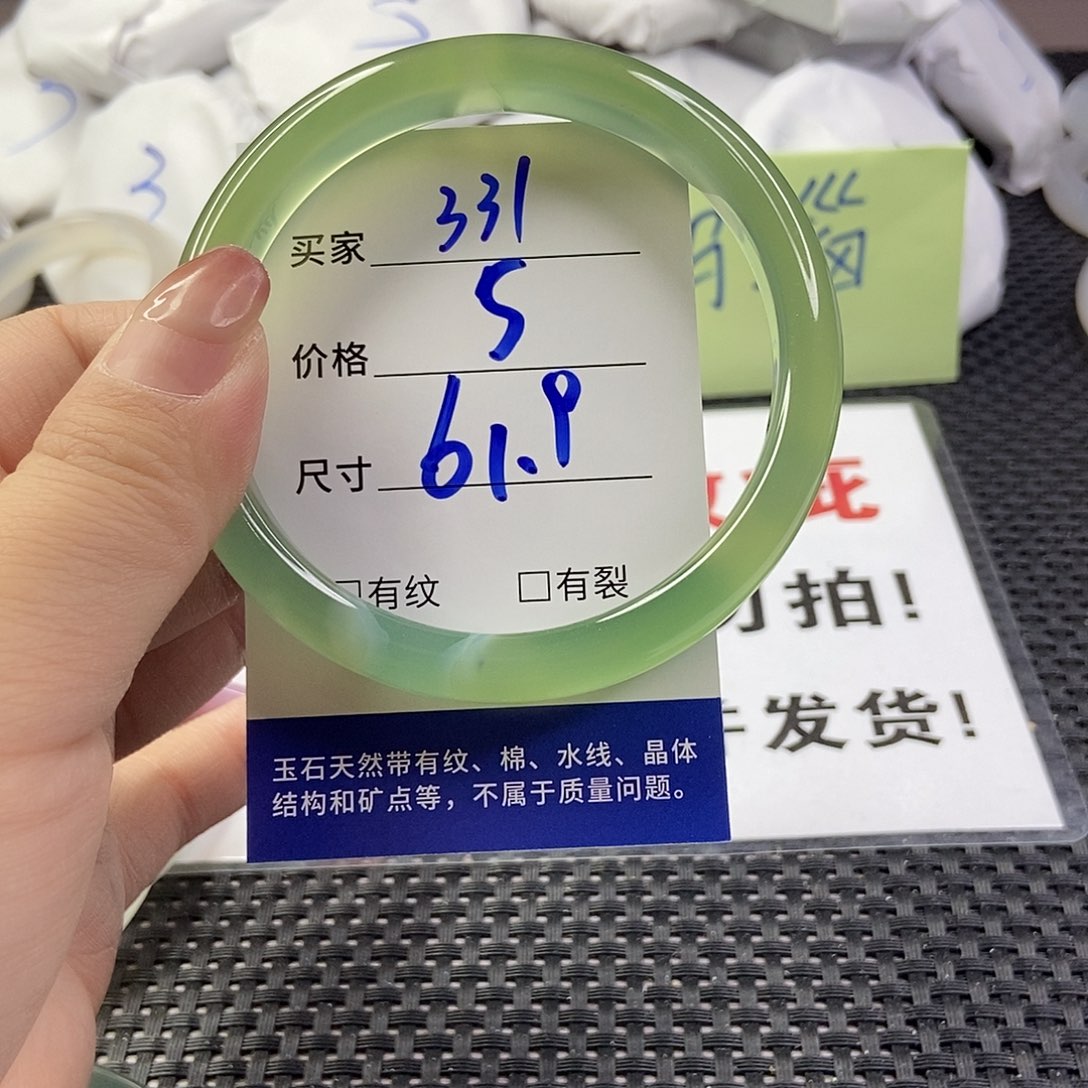 3
买家 331
价格 5
尺寸 61.9
□有纹 □有裂
玉石天然带有纹、棉、水线、晶体
结构和矿点等，不属于质量问题。
拍！
发货！